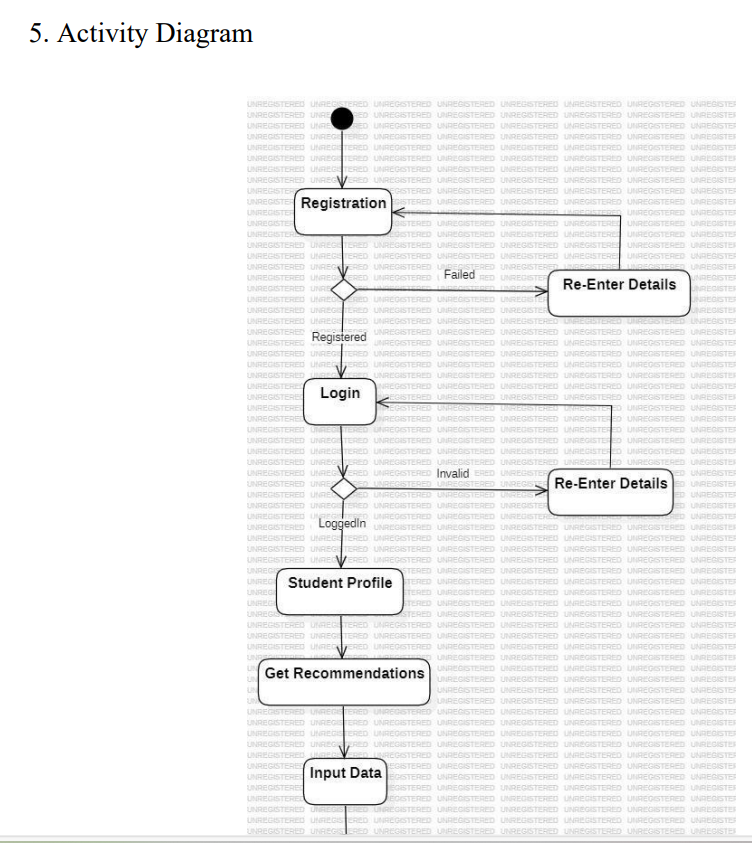 5. Activity Diagram
Registration
Failed
Re-Enter Details
Registered
Login
Invalid
Re-Enter Details
LoggedIn
Student Profile
Get Recommendations
Input Data